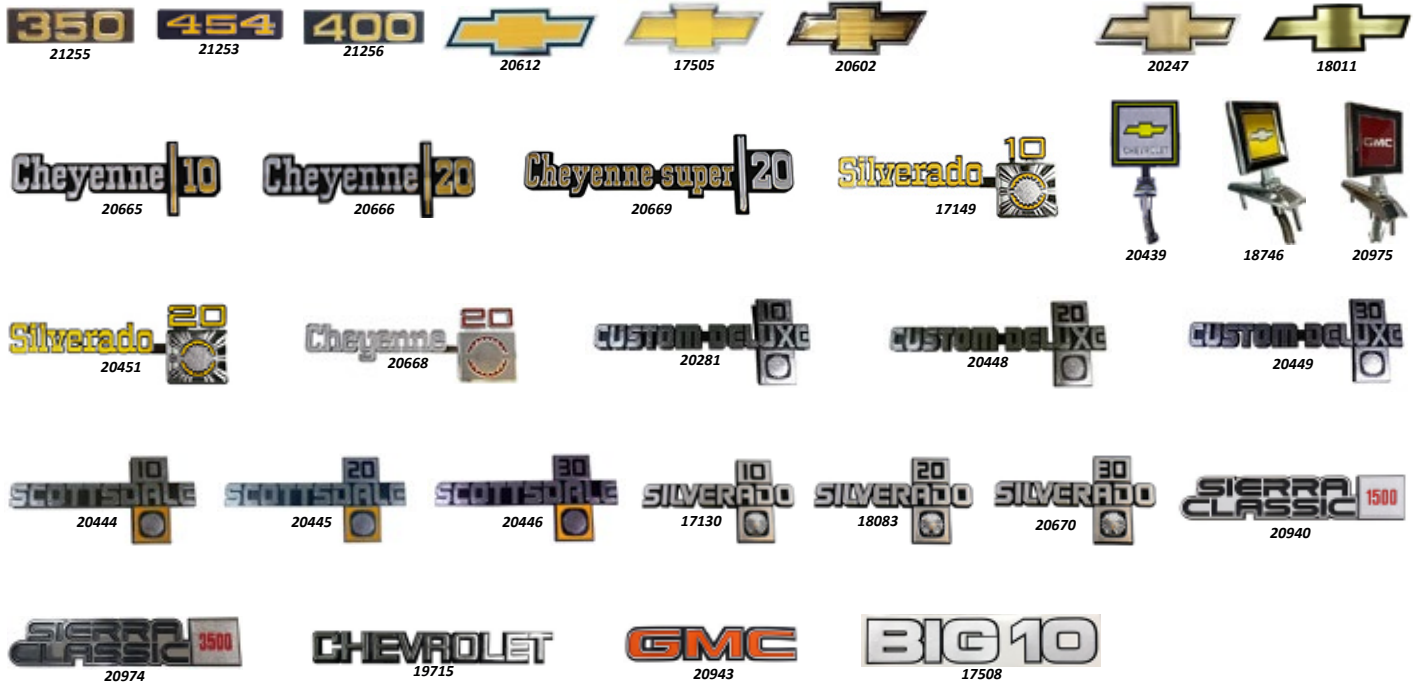 350 454 400
21255 21253 21256 20612 17505 20602 20247 18011
Cheyenne 10 Cheyenne 20 Cheyenne super 20 Silverado 10 CHEVROLET GMC
20665 20666 20669 17149
20439 18746 20975
Silverado 20 Cheyenne 20 CUSTOM DELUXE 10 CUSTOM DELUXE 20 CUSTOM DELUXE 30
20451 20668 20281 20448 20449
SCOTTSDALE 10 SCOTTSDALE 20 SCOTTSDALE 30 SILVERADO 10 SILVERADO 20 SILVERADO 30 SIERRA CLASSIC 1500
20444 20445 20446 17130 18083 20670 20940
SIERRA CLASSIC 3500 CHEVROLET GMC BIG 10
20974 19715 20943 17508